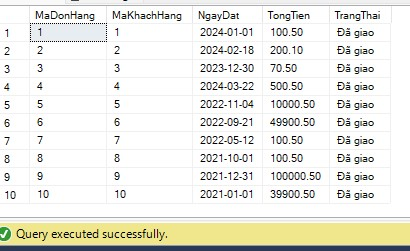 MaDonHang MaKhachHang NgayDat TongTien TrangThai
1 1 1 2024-01-01 100.50 Đã giao
2 2 2 2024-02-18 200.10 Đã giao
3 3 3 2023-12-30 70.50 Đã giao
4 4 4 2024-03-22 500.50 Đã giao
5 5 5 2022-11-04 10000.50 Đã giao
6 6 6 2022-09-21 49900.50 Đã giao
7 7 7 2022-05-12 100.50 Đã giao
8 8 8 2021-10-01 100.50 Đã giao
9 9 9 2021-12-31 100000.50 Đã giao
10 10 10 2021-01-01 39900.50 Đã giao
Query executed successfully.